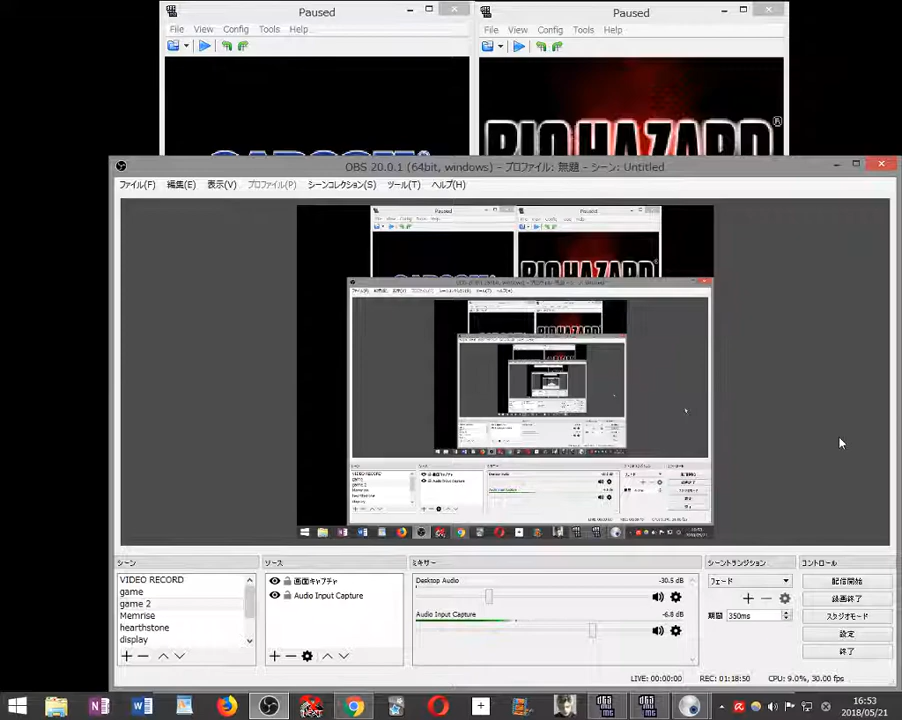 Paused
File View Config Tools Help
Paused
File View Config Tools Help
CAPCOM
BIOHAZARD®
OBS 20.0.1 (64bit, windows) - プロファイル: 無題 - シーン: Untitled
ファイル(F) 編集(E) 表示(V) プロファイル(P) シーンコレクション(S) ツール(T) ヘルプ(H)
Paused
Paused
BIOHAZARD
シーン
VIDEO RECORD
game
game 2
Memrise
hearthstone
display
ソース
画面キャプチャ
Audio Input Capture
ミキサー
Desktop Audio -30.5 dB
Audio Input Capture -6.8 dB
シーントランジション
フェード
期間 350ms
コントロール
配信開始
録画終了
スタジオモード
設定
終了
LIVE: 00:00:00 REC: 01:18:50 CPU: 9.0%, 30.00 fps
16:53
2018/05/21